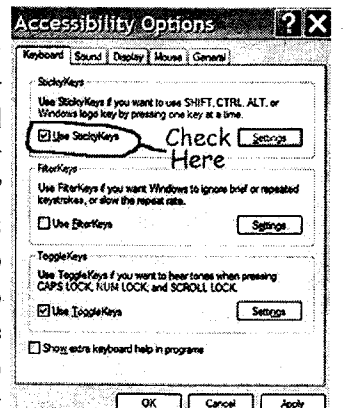 Accessibility Options ? X
Keyboard Sound Display Mouse General
StickyKeys
Use StickyKeys if you want to use SHIFT, CTRL, ALT, or
Windows logo key by pressing one key at a time.
Use StickyKeys Check Settings
Here
FilterKeys
Use FilterKeys if you want Windows to ignore brief or repeated
keystrokes, or slow the repeat rate.
Use FilterKeys Settings
ToggleKeys
Use ToggleKeys if you want to hear tones when pressing
CAPS LOCK, NUM LOCK, and SCROLL LOCK.
Use ToggleKeys Settings
Show extra keyboard help in programs
OK Cancel Apply